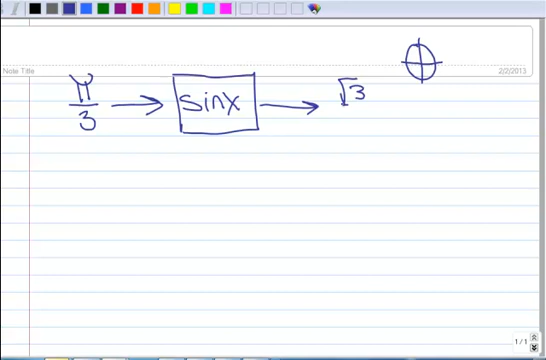 Note Title
2/2/2013
π/3 → sinx → √3
1 / 1